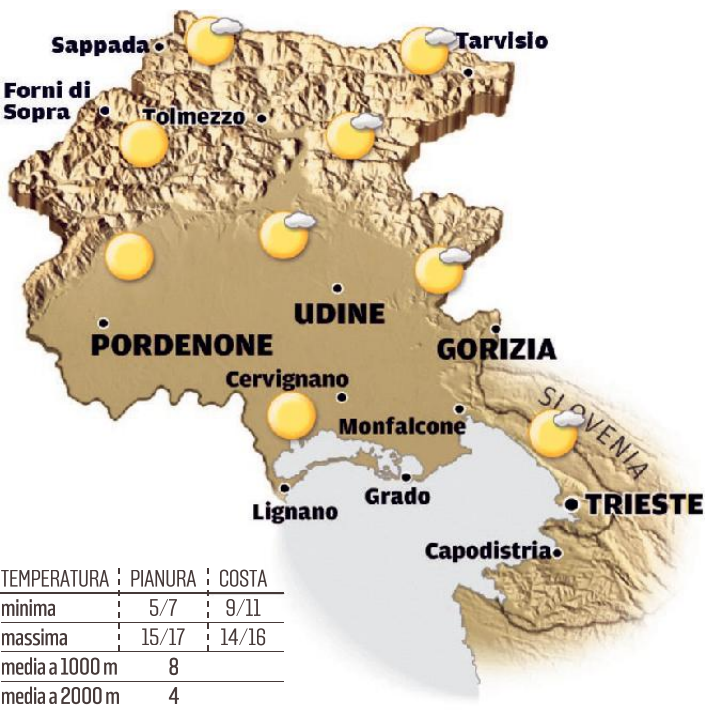 Sappada
Tarvisio
Forni di
Sopra
Tolmezzo
UDINE
PORDENONE
GORIZIA
Cervignano
SLOVENIA
Monfalcone
Grado
Lignano
TRIESTE
Capodistria
TEMPERATURA PIANURA COSTA
minima 5/7 9/11
massima 15/17 14/16
media a 1000 m 8
media a 2000 m 4